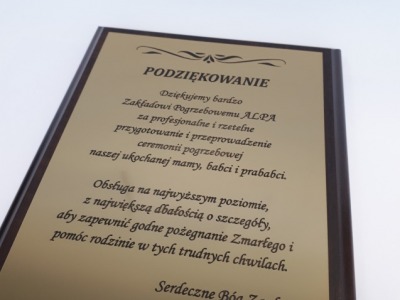 PODZIĘKOWANIE
Dziękujemy bardzo
Zakładowi Pogrzebowemu ALPA
za profesjonalne i rzetelne
przygotowanie i przeprowadzenie
ceremonii pogrzebowej
naszej ukochanej mamy, babci i prababci.
Obsługa na najwyższym poziomie,
z największą dbałością o szczegóły,
aby zapewnić godne pożegnanie Zmarłego i
pomóc rodzinie w tych trudnych chwilach.
Serdeczne Bóg